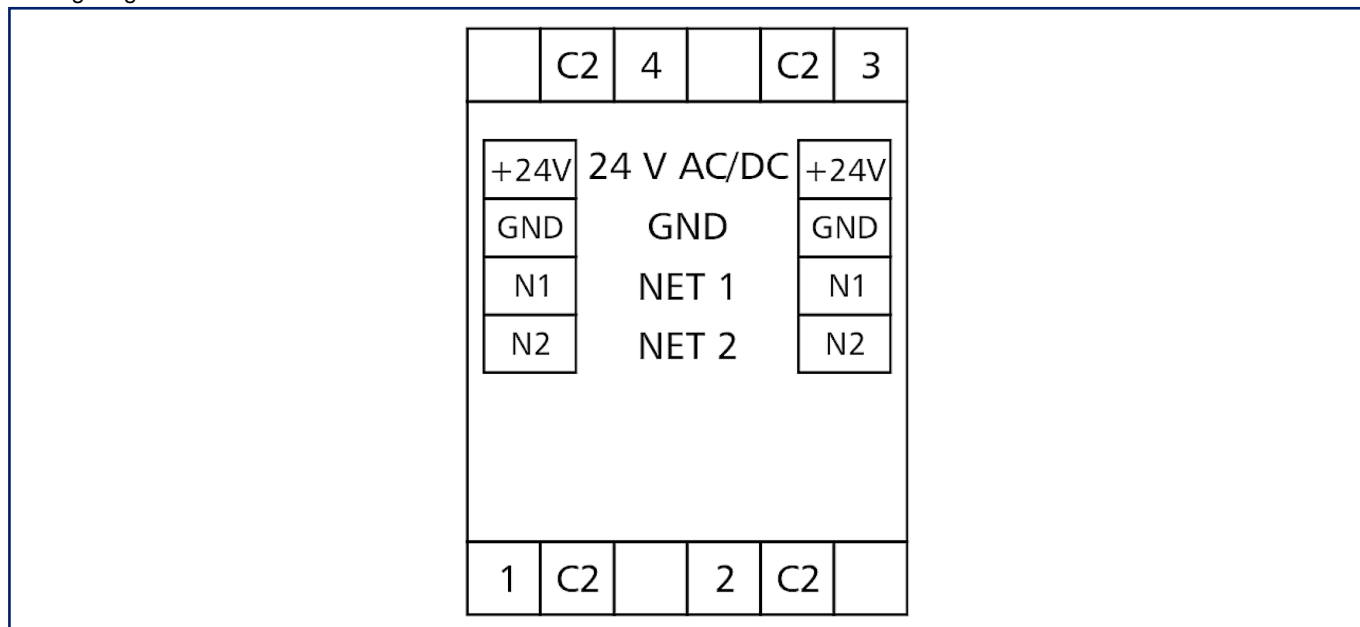 C2 4 C2 3
+24V 24 V AC/DC +24V
GND GND GND
N1 NET 1 N1
N2 NET 2 N2
1 C2 2 C2